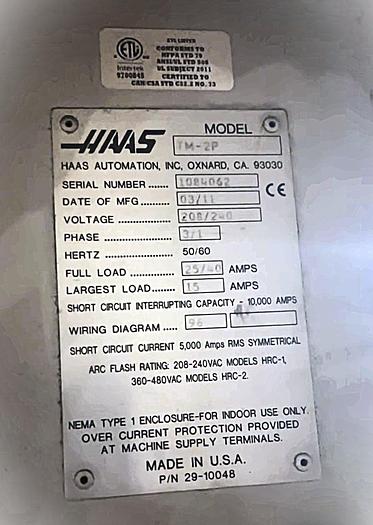 ETL LISTED
CONFORMS TO
NFPA STD 79
ANSI/UL STD 508
UL SUBJECT 2011
CERTIFIED TO
CAN/CSA STD C22.2 NO. 73
ETL
Intertek
9700845
HAAS MODEL TM-2P
HAAS AUTOMATION, INC, OXNARD, CA. 93030
SERIAL NUMBER ...... 1084062
DATE OF MFG .......... 03/11 CE
VOLTAGE ................. 208/240
PHASE ..................... 3/1
HERTZ ..................... 50/60
FULL LOAD ............. 25/40 AMPS
LARGEST LOAD ...... 15 AMPS
SHORT CIRCUIT INTERRUPTING CAPACITY - 10,000 AMPS
WIRING DIAGRAM ..... 96
SHORT CIRCUIT CURRENT 5,000 Amps RMS SYMMETRICAL
ARC FLASH RATING: 208-240VAC MODELS HRC-1,
360-480VAC MODELS HRC-2.
NEMA TYPE 1 ENCLOSURE-FOR INDOOR USE ONLY.
OVER CURRENT PROTECTION PROVIDED
AT MACHINE SUPPLY TERMINALS.
MADE IN U.S.A.
P/N 29-10048